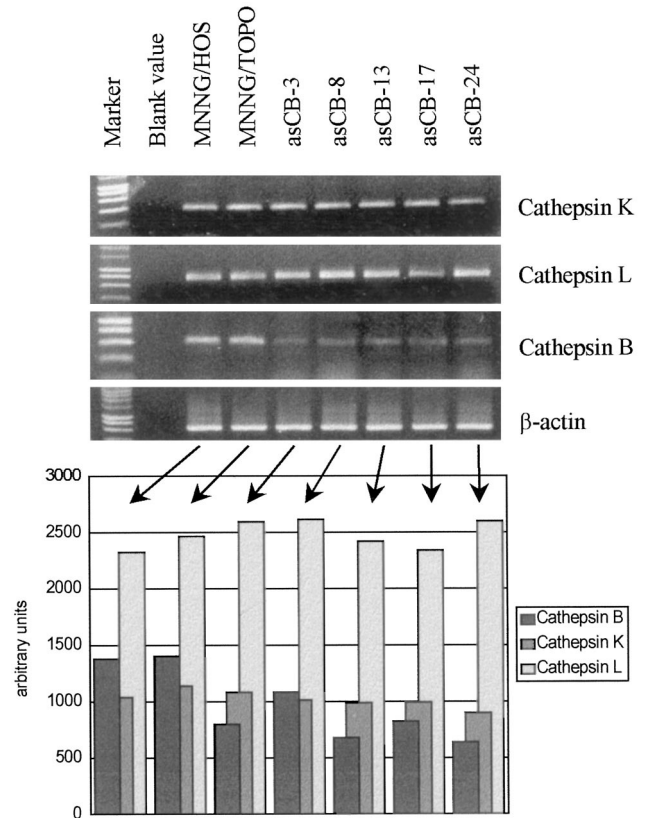 Marker
Blank value
MNNG/HOS
MNNG/TOPO
asCB-3
asCB-8
asCB-13
asCB-17
asCB-24
Cathepsin K
Cathepsin L
Cathepsin B
β-actin
3000
2500
2000
1500
1000
500
0
arbitrary units
Cathepsin B
Cathepsin K
Cathepsin L